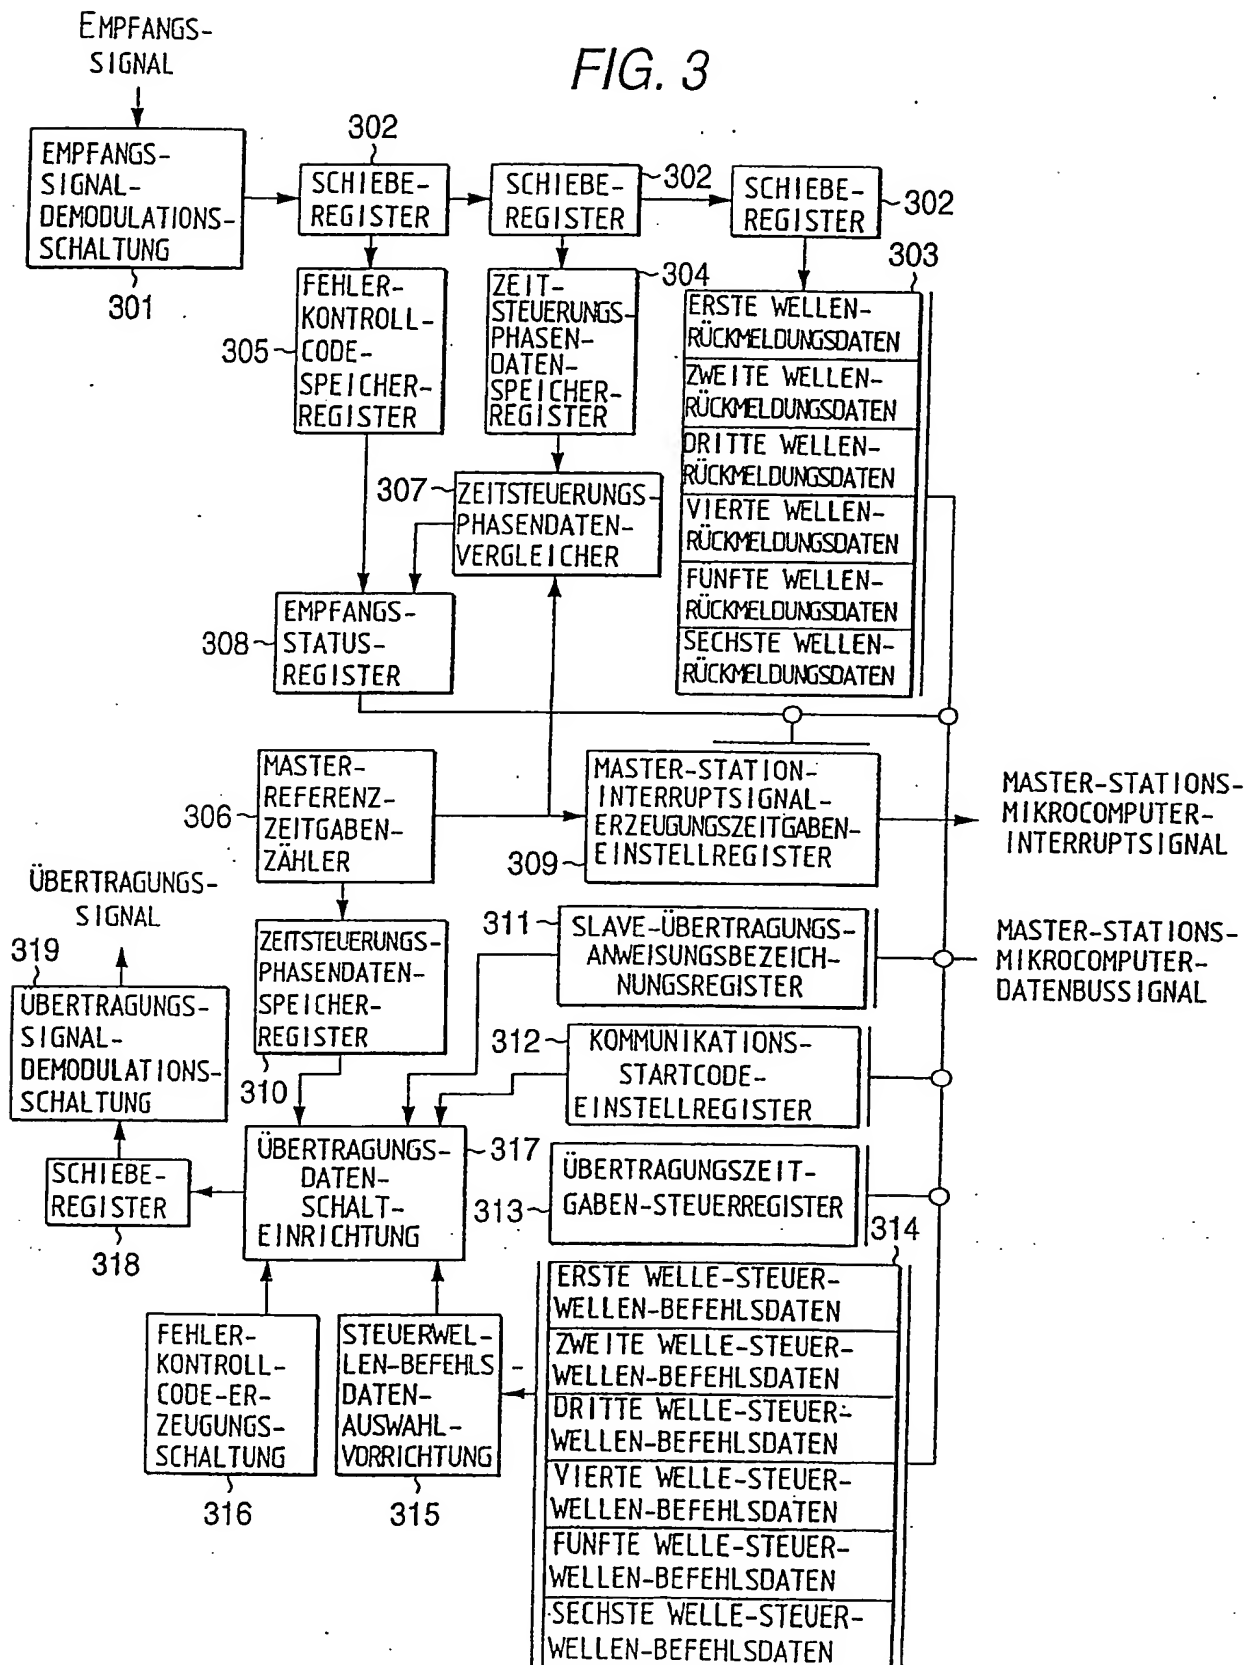 EMPFANGS-
SIGNAL
FIG. 3
EMPFANGS-
SIGNAL-
DEMODULATIONS-
SCHALTUNG
301
302
SCHIEBE-
REGISTER
SCHIEBE-
REGISTER
302
SCHIEBE-
REGISTER
302
FEHLER-
KONTROLL-
CODE-
SPEICHER-
REGISTER
305
ZEIT-
STEUERUNGS-
PHASEN-
DATEN-
SPEICHER-
REGISTER
304
303
ERSTE WELLEN-
RÜCKMELDUNGSDATEN
ZWEITE WELLEN-
RÜCKMELDUNGSDATEN
DRITTE WELLEN-
RÜCKMELDUNGSDATEN
VIERTE WELLEN-
RÜCKMELDUNGSDATEN
FÜNFTE WELLEN-
RÜCKMELDUNGSDATEN
SECHSTE WELLEN-
RÜCKMELDUNGSDATEN
307
ZEITSTEUERUNGS-
PHASENDATEN-
VERGLEICHER
308
EMPFANGS-
STATUS-
REGISTER
306
MASTER-
REFERENZ-
ZEITGABEN-
ZÄHLER
MASTER-STATION-
INTERRUPTSIGNAL-
ERZEUGUNGSZEITGABEN-
EINSTELLREGISTER
309
MASTER-STATIONS-
MIKROCOMPUTER-
INTERRUPTSIGNAL
ÜBERTRAGUNGS-
SIGNAL
319
ÜBERTRAGUNGS-
SIGNAL-
DEMODULATIONS-
SCHALTUNG
ZEITSTEUERUNGS-
PHASENDATEN-
SPEICHER-
REGISTER
310
311
SLAVE-ÜBERTRAGUNGS-
ANWEISUNGSBEZEICH-
NUNGSREGISTER
MASTER-STATIONS-
MIKROCOMPUTER-
DATENBUSSIGNAL
312
KOMMUNIKATIONS-
STARTCODE-
EINSTELLREGISTER
SCHIEBE-
REGISTER
318
ÜBERTRAGUNGS-
DATEN-
SCHALT-
EINRICHTUNG
317
ÜBERTRAGUNGSZEIT-
GABEN-STEUERREGISTER
313
314
FEHLER-
KONTROLL-
CODE-ER-
ZEUGUNGS-
SCHALTUNG
316
STEUERWEL-
LEN-BEFEHLS-
DATEN-
AUSWAHL-
VORRICHTUNG
315
ERSTE WELLE-STEUER-
WELLEN-BEFEHLSDATEN
ZWEITE WELLE-STEUER-
WELLEN-BEFEHLSDATEN
DRITTE WELLE-STEUER-
WELLEN-BEFEHLSDATEN
VIERTE WELLE-STEUER-
WELLEN-BEFEHLSDATEN
FÜNFTE WELLE-STEUER-
WELLEN-BEFEHLSDATEN
SECHSTE WELLE-STEUER-
WELLEN-BEFEHLSDATEN